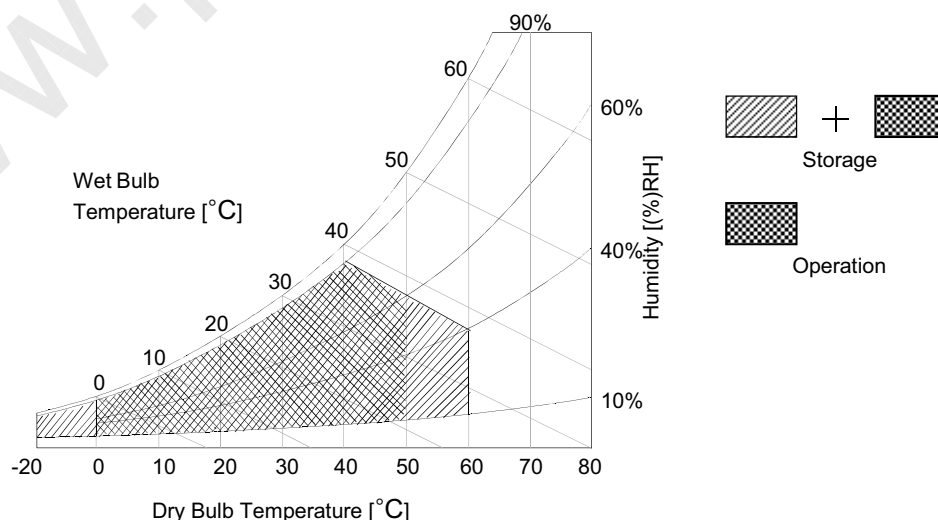 90%
60
60%
50
Wet Bulb
Temperature [°C]
40
40%
30
20
10
0
10%
Humidity [(%)RH]
-20 0 10 20 30 40 50 60 70 80
Dry Bulb Temperature [°C]
+
Storage
Operation